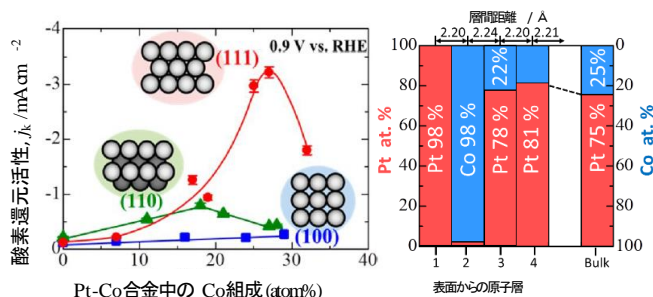 酸素還元活性, jₖ / mA cm⁻²
-4
-3
-2
-1
0
0 10 20 30 40
Pt-Co合金中の Co組成(atom%)
0.9 V vs. RHE
(111)
(110)
(100)
層間距離 / Å
2.20 2.24 2.20 2.21
Pt at. %
100
80
60
40
20
0
Pt 98 %
Co 98 %
22%
Pt 78 %
Pt 81 %
25%
Pt 75 %
0
20
40
60
80
100
Co at. %
1 2 3 4 Bulk
表面からの原子層